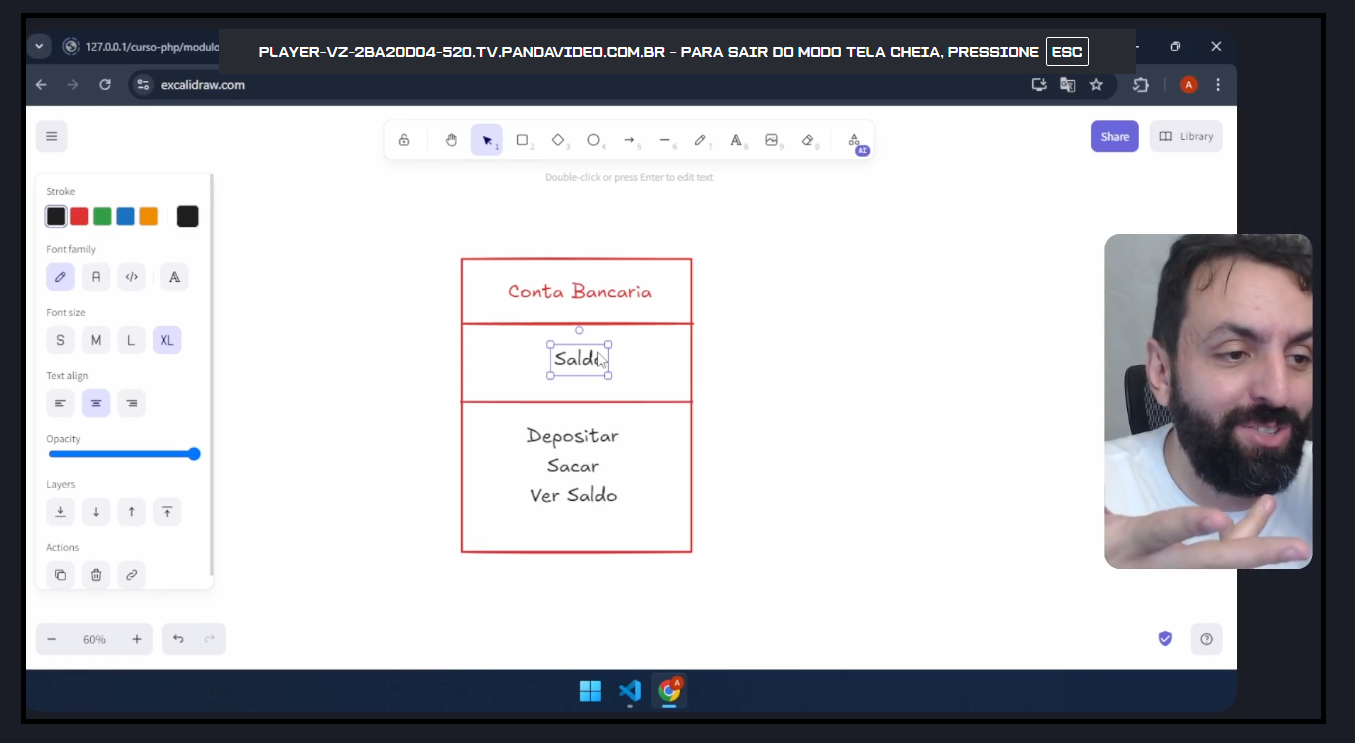 127.0.0.1/curso-php/modulo
PLAYER-VZ-2BA20D04-520.TV.PANDAVIDEO.COM.BR - PARA SAIR DO MODO TELA CHEIA, PRESSIONE ESC
excalidraw.com
A
1
2
3
4
5
6
7
A 8
9
0
AI
Share
Library
Double-click or press Enter to edit text
Stroke
Font family
A
</>
A
Font size
S M L XL
Text align
Opacity
Layers
Actions
Conta Bancaria
Saldo
Depositar
Sacar
Ver Saldo
60%
A